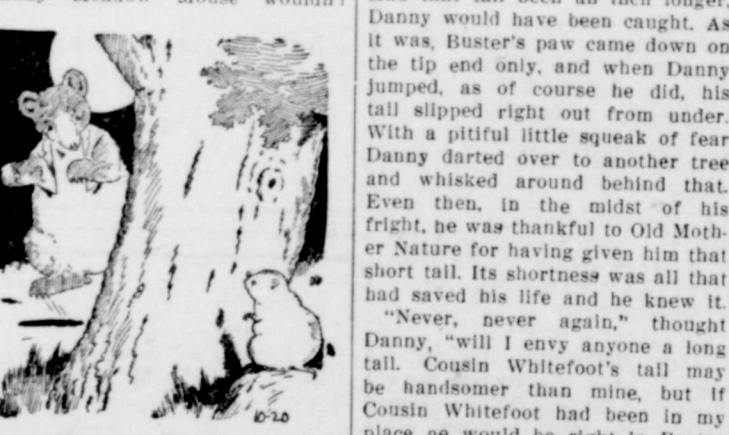 Meadow Mouse wouldn't
longer,
Danny would have been caught. As
it was, Buster's paw came down on
the tip end only, and when Danny
jumped, as of course he did, his
tail slipped right out from under.
With a pitiful little squeak of fear
Danny darted over to another tree
and whisked around behind that.
Even then, in the midst of his
fright, he was thankful to Old Moth-
er Nature for having given him that
short tail. Its shortness was all that
had saved his life and he knew it.
"Never, never again," thought
Danny, "will I envy anyone a long
tail. Cousin Whitefoot's tail may
be handsomer than mine, but if
Cousin Whitefoot had been in my
10-20